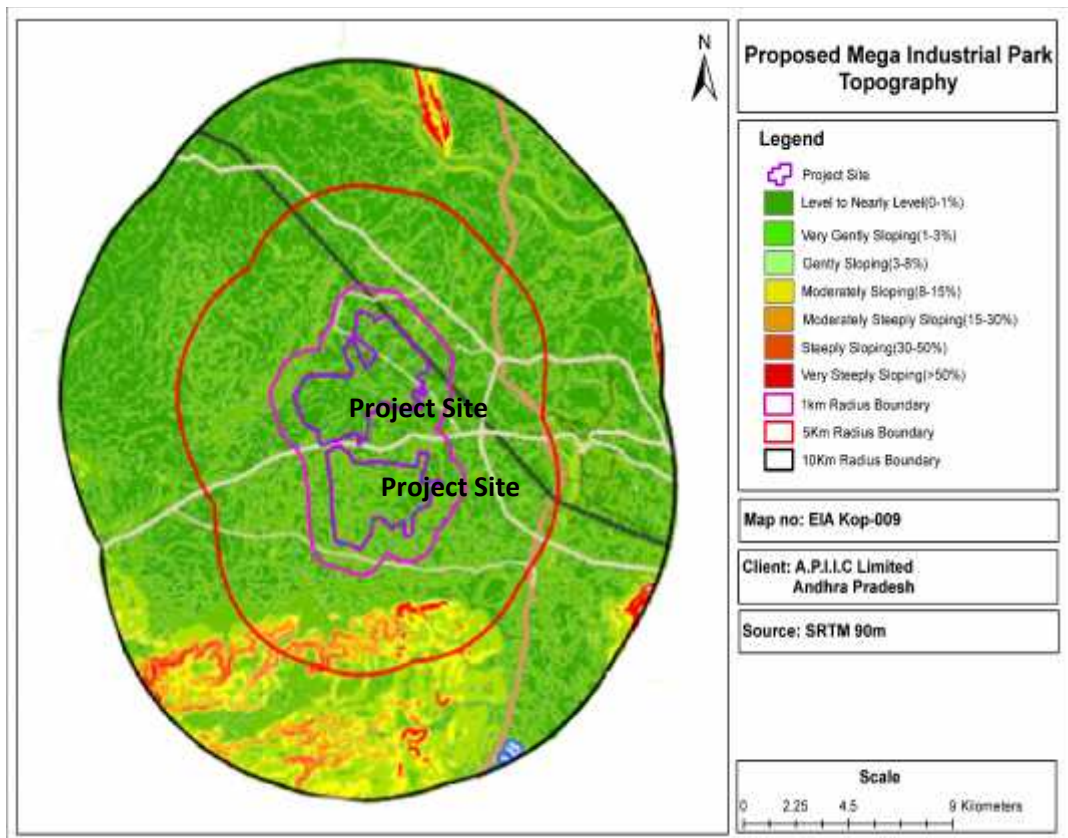 N
Project Site
Project Site
18
Proposed Mega Industrial Park
Topography
Legend
Project Site
Level to Nearly Level(0-1%)
Very Gently Sloping(1-3%)
Gently Sloping(3-8%)
Moderately Sloping(8-15%)
Moderately Steeply Sloping(15-30%)
Steeply Sloping(30-50%)
Very Steeply Sloping(>50%)
1km Radius Boundary
5Km Radius Boundary
10Km Radius Boundary
Map no: EIA Kop-009
Client: A.P.I.I.C Limited
Andhra Pradesh
Source: SRTM 90m
Scale
0 2.25 4.5 9 Kilometers